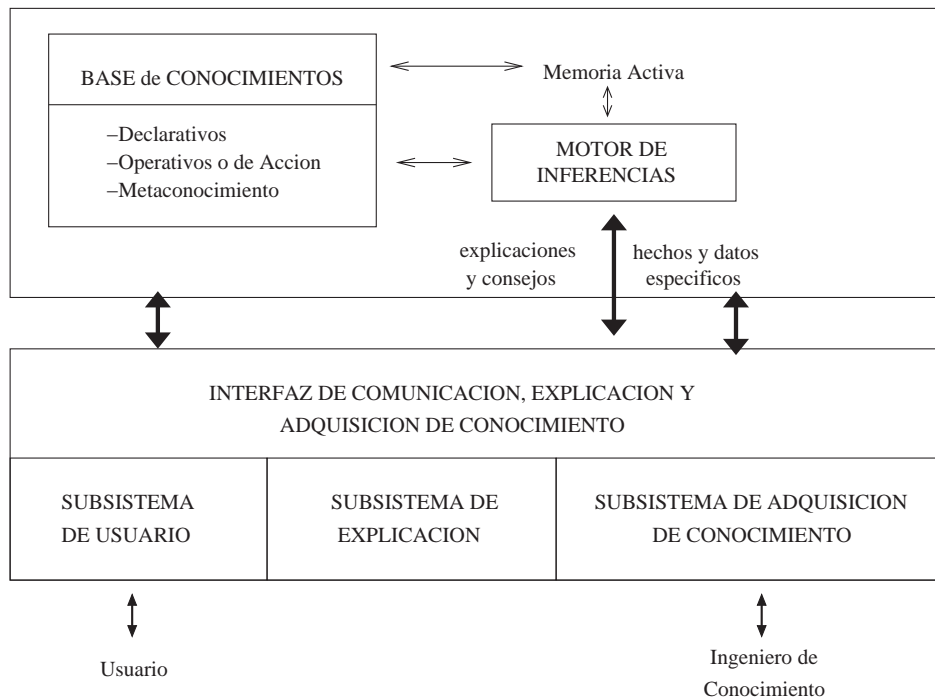 BASE de CONOCIMIENTOS
–Declarativos
–Operativos o de Accion
–Metaconocimiento
Memoria Activa
MOTOR DE
INFERENCIAS
explicaciones
y consejos
hechos y datos
especificos
INTERFAZ DE COMUNICACION, EXPLICACION Y
ADQUISICION DE CONOCIMIENTO
SUBSISTEMA
DE USUARIO
SUBSISTEMA DE
EXPLICACION
SUBSISTEMA DE ADQUISICION
DE CONOCIMIENTO
Usuario
Ingeniero de
Conocimiento